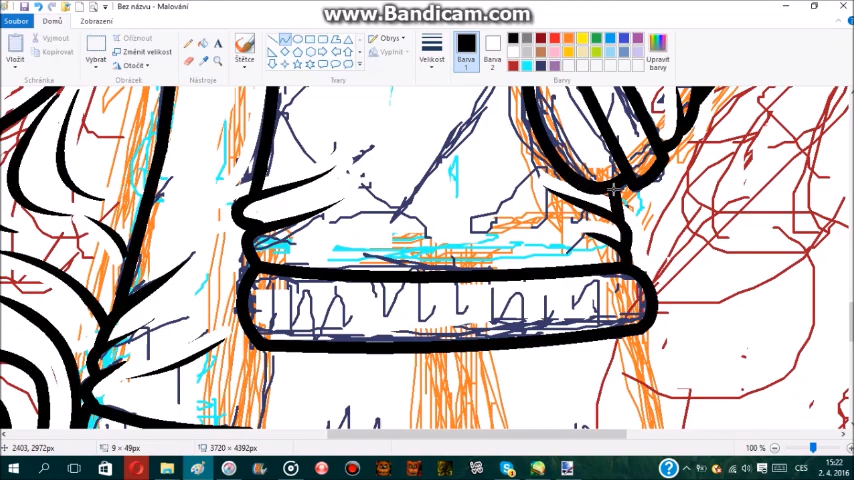 www.Bandicam.com
Bez názvu - Malování
Soubor
Domů
Zobrazení
Vložit
Vyjmout
Kopírovat
Vybrat
Oříznout
Změnit velikost
Otočit
Štětce
Obrys
Vyplnit
Velikost
Barva
1
Barva
2
Upravit
barvy
Schránka
Obrázek
Nástroje
Tvary
Barvy
2403, 2972px
9 × 49px
3720 × 4392px
100 %
CES
15:22
2. 4. 2016